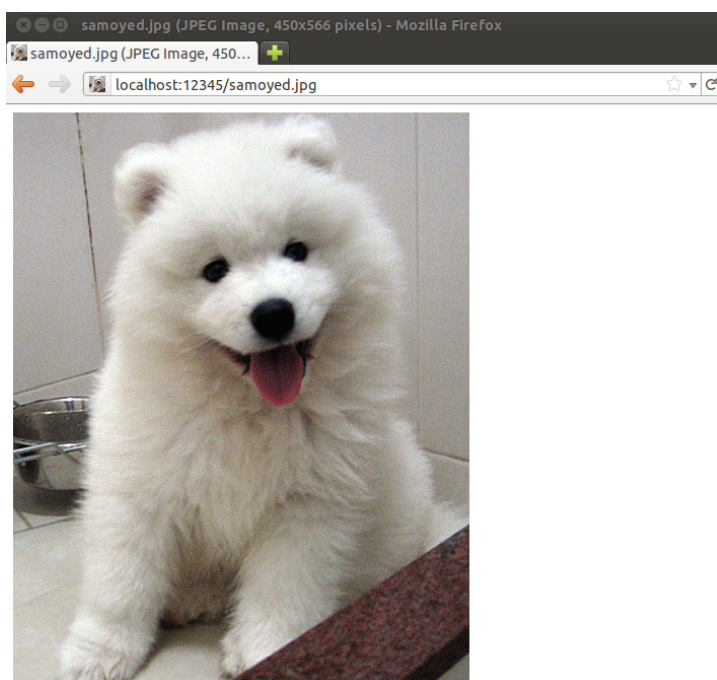 samoyed.jpg (JPEG Image, 450x566 pixels) - Mozilla Firefox
samoyed.jpg (JPEG Image, 450...
localhost:12345/samoyed.jpg